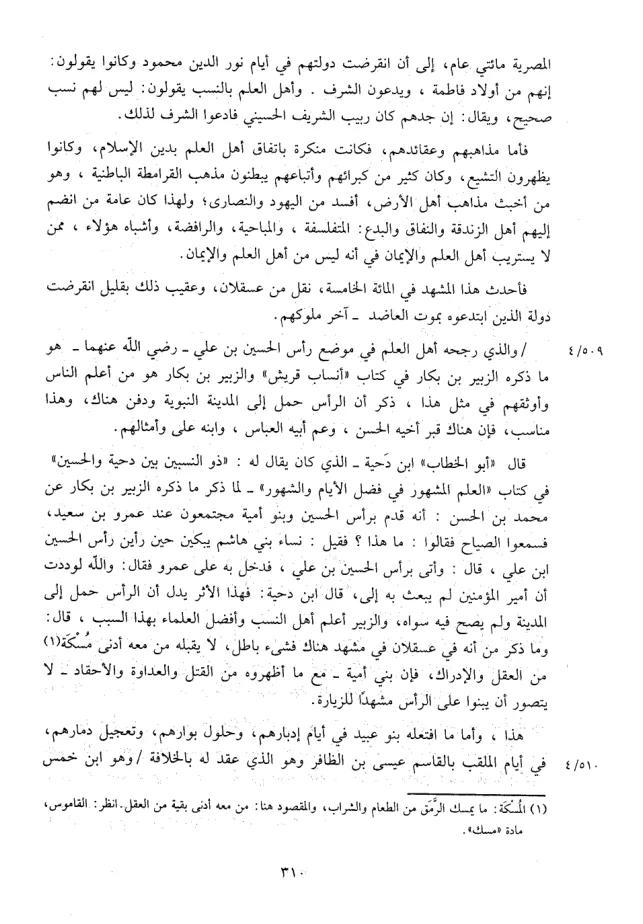 المصرية مائتي عام، إلى أن انقرضت دولتهم في أيام نور الدين محمود وكانوا يقولون:
إنهم من أولاد فاطمة ، ويدعون الشرف . وأهل العلم بالنسب يقولون: ليس لهم نسب
صحيح، ويقال: إن جدهم كان ربيب الشريف الحسيني فادعوا الشرف لذلك.
فأما مذاهبهم وعقائدهم، فكانت منكرة باتفاق أهل العلم بدين الإسلام، وكانوا
يظهرون التشيع، وكان كثير من كبرائهم وأتباعهم يبطنون مذهب القرامطة الباطنية ، وهو
من أخبث مذاهب أهل الأرض، أفسد من اليهود والنصارى؛ ولهذا كان عامة من انضم
إليهم أهل الزندقة والنفاق والبدع: المتفلسفة ، والمباحية، والرافضة، وأشباه هؤلاء ، ممن
لا يستريب أهل العلم والإيمان في أنه ليس من أهل العلم والإيمان.
فأحدث هذا المشهد في المائة الخامسة، نقل من عسقلان، وعقيب ذلك بقليل انقرضت
دولة الذين ابتدعوه بموت العاضد ــ آخر ملوكهم.
٤/٥٠٩ / والذي رجحه أهل العلم في موضع رأس الحسين بن علي ــ رضي الله عنهما ــ هو
ما ذكره الزبير بن بكار في كتاب «أنساب قريش» والزبير بن بكار هو من أعلم الناس
وأوثقهم في مثل هذا ، ذكر أن الرأس حمل إلى المدينة النبوية ودفن هناك، وهذا
مناسب، فإن هناك قبر أخيه الحسن ، وعم أبيه العباس ، وابنه على وأمثالهم.
قال «أبو الخطاب» ابن دَحية ــ الذي كان يقال له : «ذو النسبين بين دحية والحسين»
في كتاب «العلم المشهور في فضل الأيام والشهور» ــ لما ذكر ما ذكره الزبير بن بكار عن
محمد بن الحسن : أنه قدم برأس الحسين وبنو أمية مجتمعون عند عمرو بن سعيد،
فسمعوا الصياح فقالوا : ما هذا ؟ فقيل : نساء بني هاشم يبكين حين رأين رأس الحسين
ابن علي ، قال : وأتى برأس الحسين بن علي ، فدخل به على عمرو فقال: والله لوددت
أن أمير المؤمنين لم يبعث به إلى، قال ابن دحية: فهذا الأثر يدل أن الرأس حمل إلى
المدينة ولم يصح فيه سواه، والزبير أعلم أهل النسب وأفضل العلماء بهذا السبب ، قال:
وما ذكر من أنه في عسقلان في مشهد هناك فشىء باطل، لا يقبله من معه أدنى مُسْكَة(١)
من العقل والإدراك، فإن بني أمية ــ مع ما أظهروه من القتل والعداوة والأحقاد ــ لا
يتصور أن يبنوا على الرأس مشهدًا للزيارة.
هذا ، وأما ما افتعله بنو عبيد في أيام إدبارهم، وحلول بوارهم، وتعجيل دمارهم،
٤/٥١٠ في أيام الملقب بالقاسم عيسى بن الظافر وهو الذي عقد له بالخلافة /وهو ابن خمس
(١) المُسْكَة: ما يمسك الرَّمَق من الطعام والشراب، والمقصود هنا: من معه أدنى بقية من العقل.انظر: القاموس،
مادة «مسك».
٣١٠